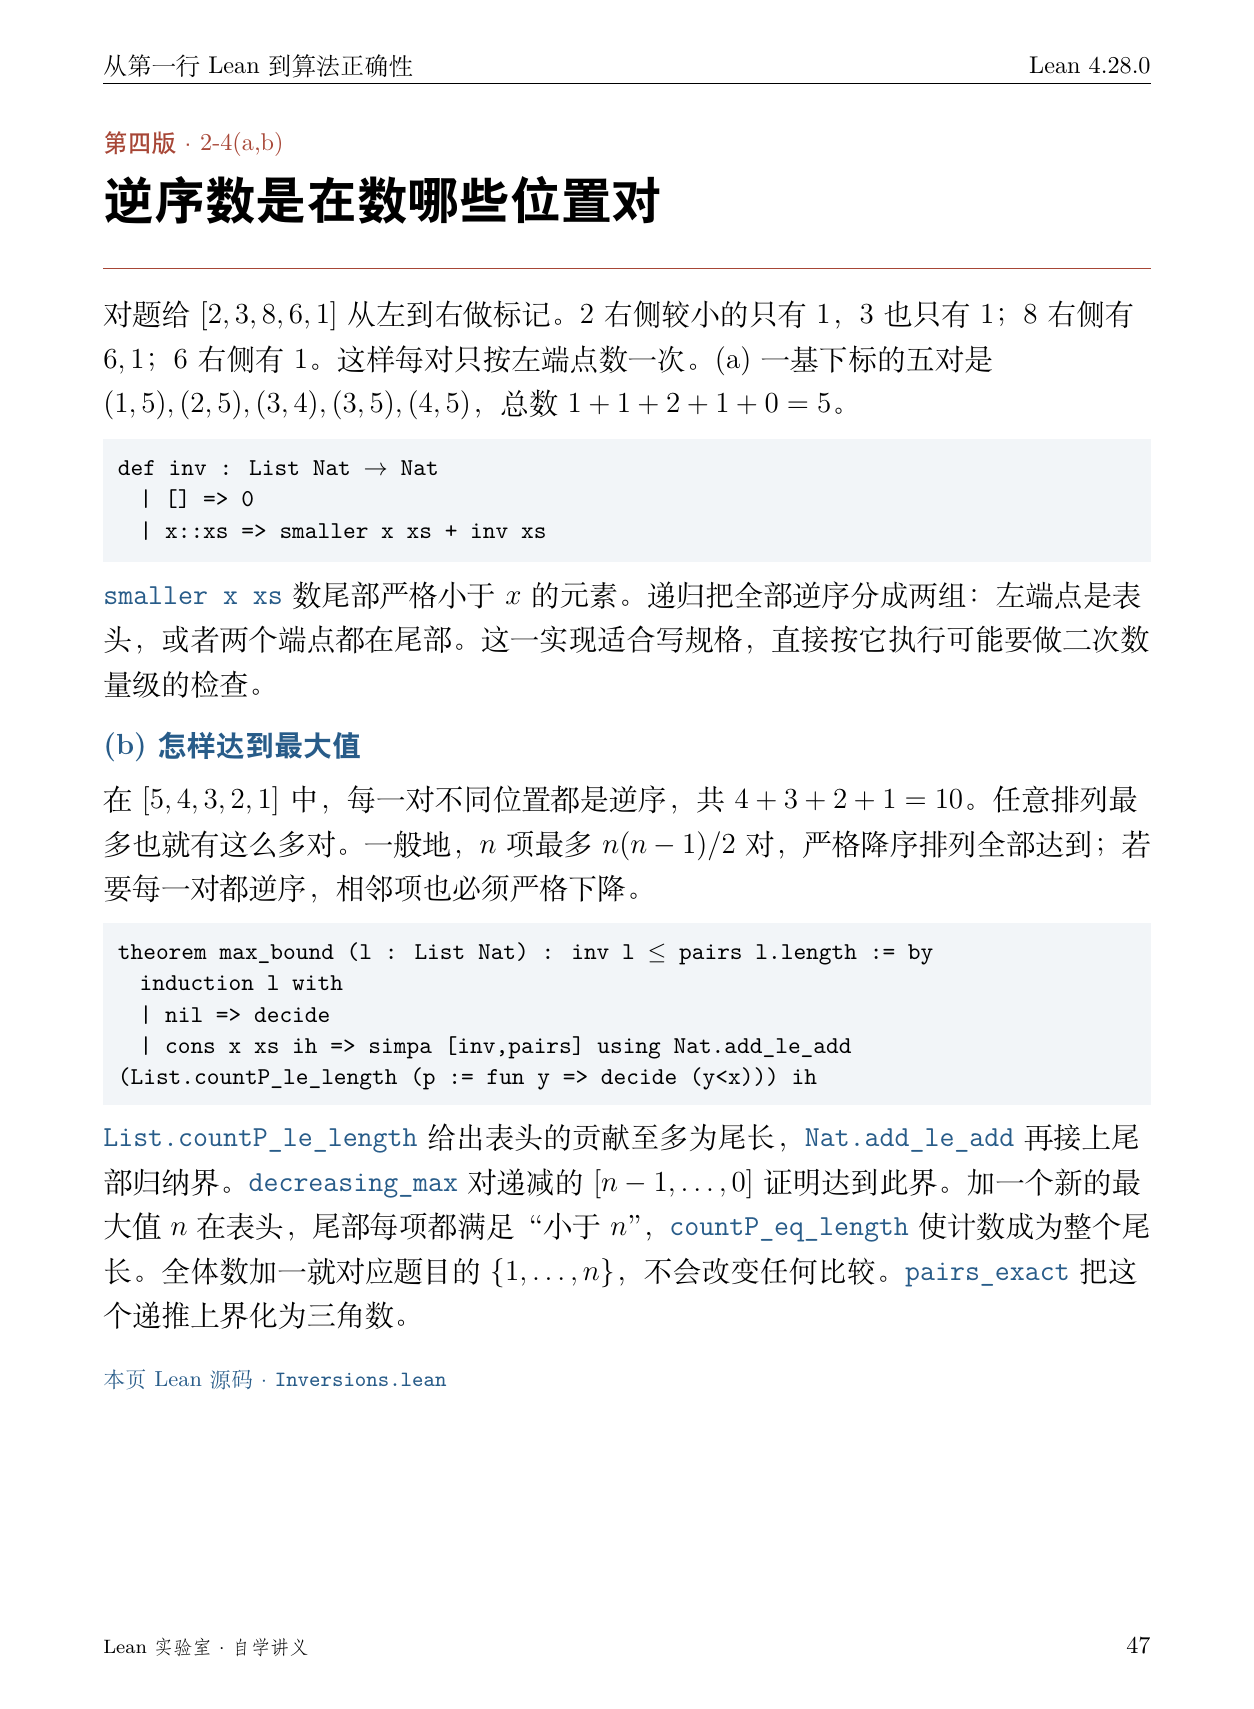 从第一行 Lean 到算法正确性 Lean 4.28.0
第四版 · 2-4(a,b)
逆序数是在数哪些位置对
对题给 [2, 3, 8, 6, 1] 从左到右做标记。2 右侧较小的只有 1，3 也只有 1；8 右侧有
6, 1；6 右侧有 1。这样每对只按左端点数一次。(a) 一基下标的五对是
(1, 5), (2, 5), (3, 4), (3, 5), (4, 5)，总数 1 + 1 + 2 + 1 + 0 = 5。
def inv : List Nat → Nat
  | [] => 0
  | x::xs => smaller x xs + inv xs
smaller x xs 数尾部严格小于 x 的元素。递归把全部逆序分成两组：左端点是表
头，或者两个端点都在尾部。这一实现适合写规格，直接按它执行可能要做二次数
量级的检查。
(b) 怎样达到最大值
在 [5, 4, 3, 2, 1] 中，每一对不同位置都是逆序，共 4 + 3 + 2 + 1 = 10。任意排列最
多也就有这么多对。一般地，n 项最多 n(n − 1)/2 对，严格降序排列全部达到；若
要每一对都逆序，相邻项也必须严格下降。
theorem max_bound (l : List Nat) : inv l ≤ pairs l.length := by
  induction l with
  | nil => decide
  | cons x xs ih => simpa [inv,pairs] using Nat.add_le_add
(List.countP_le_length (p := fun y => decide (y<x))) ih
List.countP_le_length 给出表头的贡献至多为尾长，Nat.add_le_add 再接上尾
部归纳界。decreasing_max 对递减的 [n − 1, . . . , 0] 证明达到此界。加一个新的最
大值 n 在表头，尾部每项都满足 “小于 n”，countP_eq_length 使计数成为整个尾
长。全体数加一就对应题目的 {1, . . . , n}，不会改变任何比较。pairs_exact 把这
个递推上界化为三角数。
本页 Lean 源码 · Inversions.lean
Lean 实验室 · 自学讲义 47